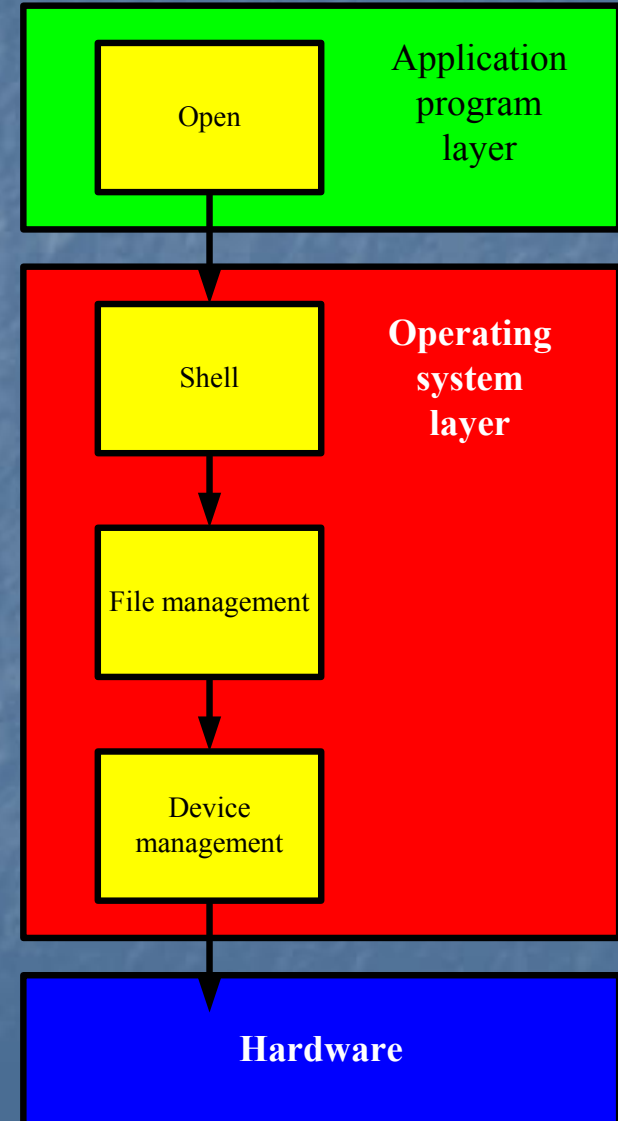 Open
Application
program
layer
Shell
Operating
system
layer
File management
Device
management
Hardware